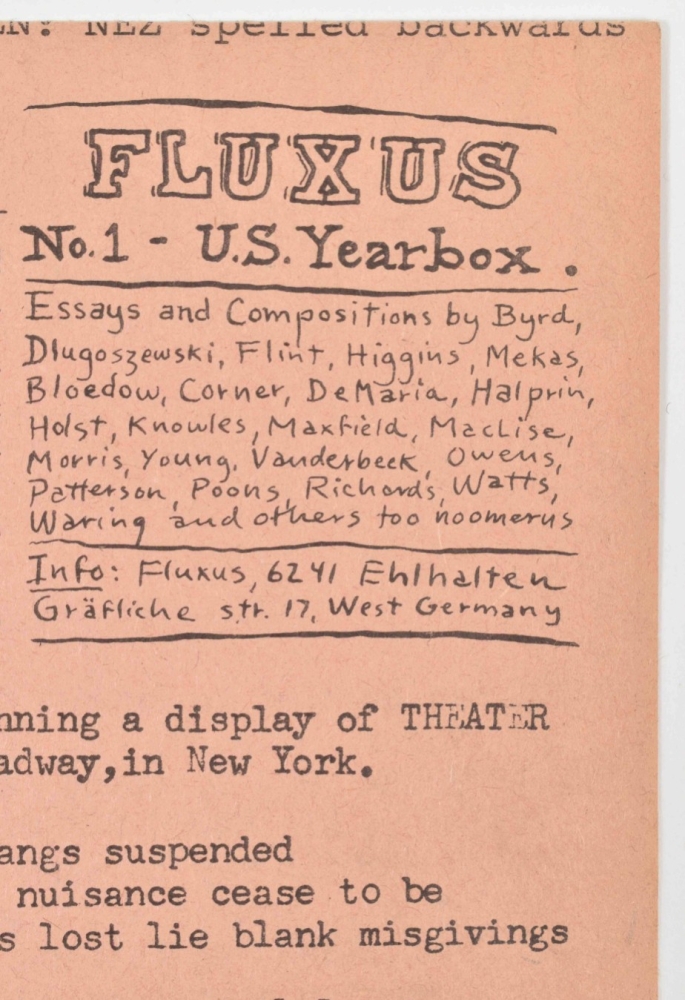 NEZ spelled backwards
FLUXUS
No. 1 - U.S. Yearbox .
Essays and Compositions by Byrd,
Dlugoszewski, Flint, Higgins, Mekas,
Bloedow, Corner, DeMaria, Halprin,
Holst, Knowles, Maxfield, MacLise,
Morris, Young, Vanderbeek, Owens,
Patterson, Poons, Richards, Watts,
Waring and others too noomerus
Info: Fluxus, 6241 Ehlhalten
Gräfliche str. 17, West Germany
nning a display of THEATER
adway,in New York.
angs suspended
nuisance cease to be
s lost lie blank misgivings